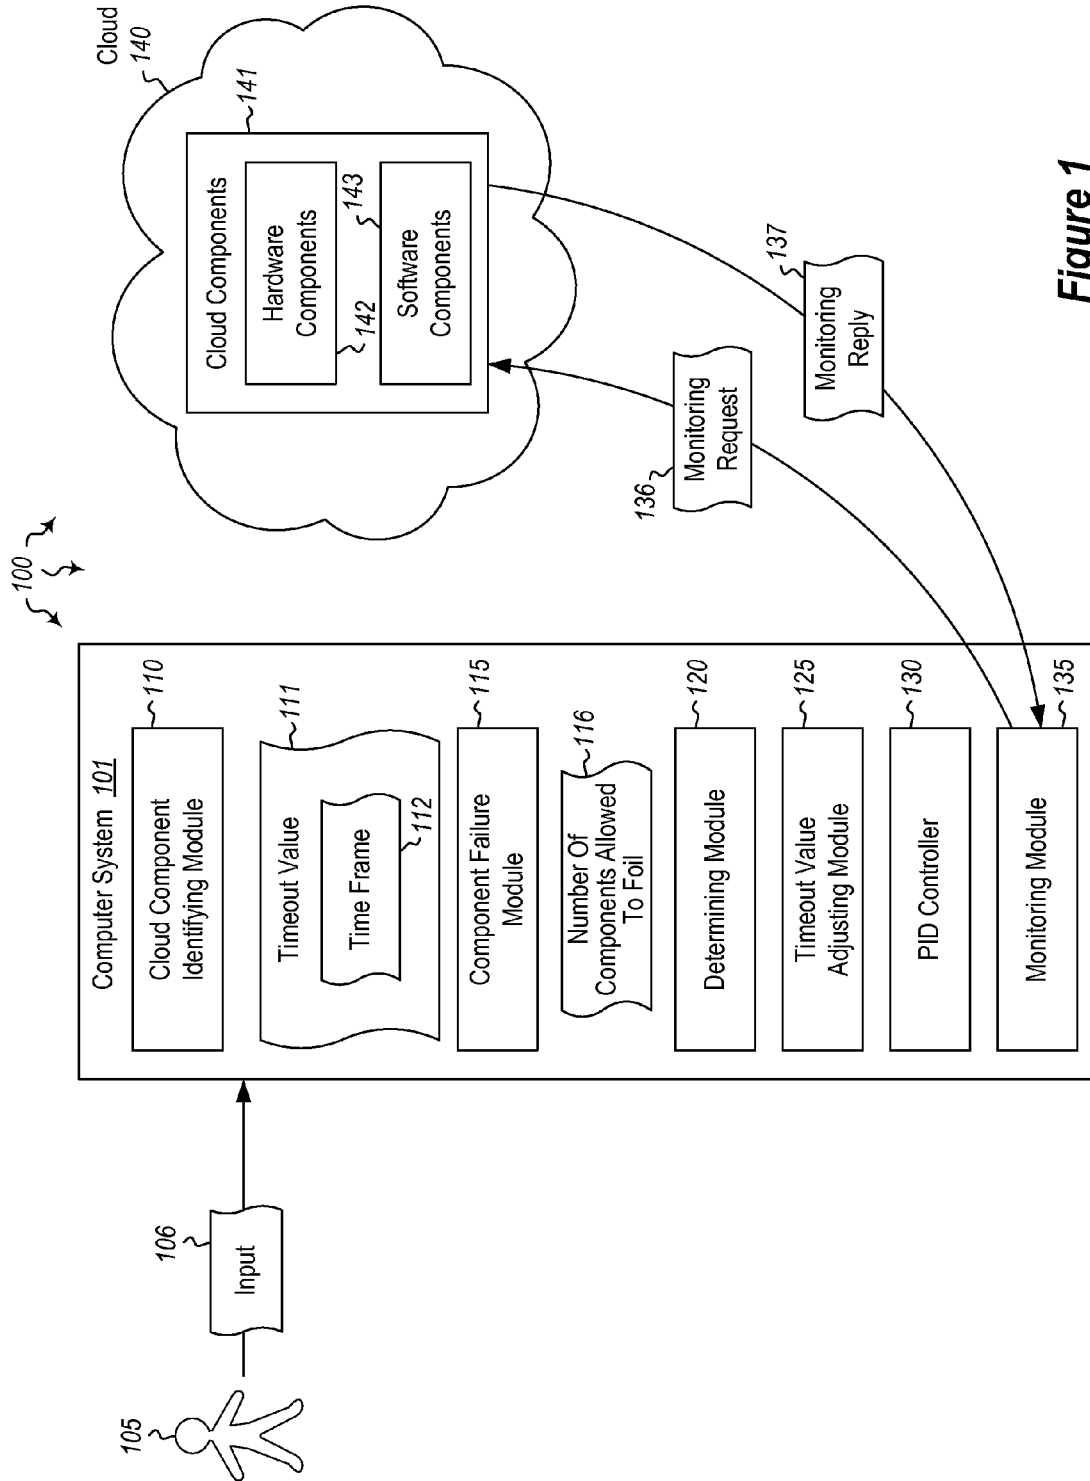 100
105
Input
106
Computer System 101
Cloud Component
Identifying Module
110
Timeout Value
111
Time Frame
112
Component Failure
Module
115
Number Of
Components Allowed
To Foil
116
Determining Module
120
Timeout Value
Adjusting Module
125
PID Controller
130
Monitoring Module
135
Cloud
140
Cloud Components
141
Hardware
Components
142
Software
Components
143
Monitoring
Request
136
Monitoring
Reply
137
Figure 1